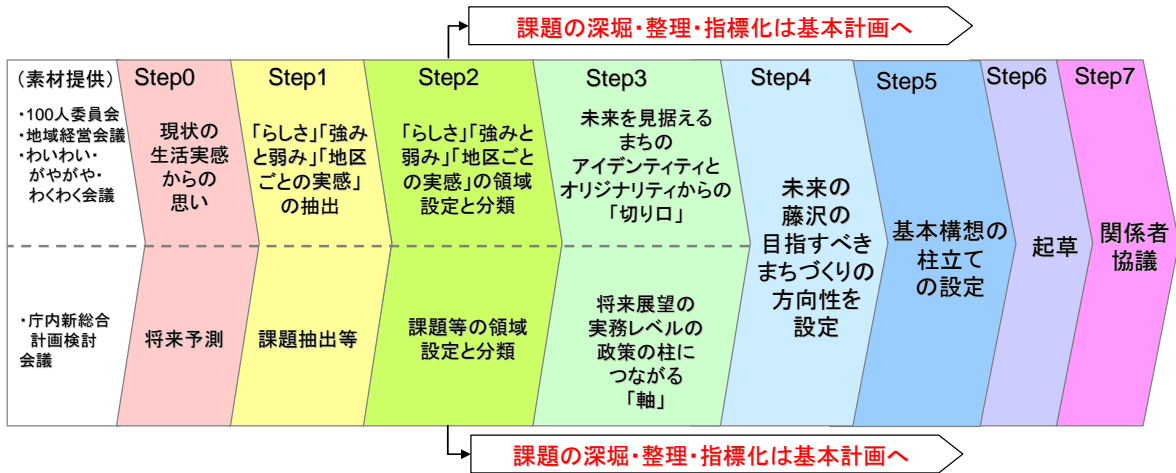 課題の深堀・整理・指標化は基本計画へ
（素材提供）
・100人委員会
・地域経営会議
・わいわい・
がやがや・
わくわく会議
Step0
現状の
生活実感
からの
思い
Step1
「らしさ」「強み
と弱み」「地区
ごとの実感」
の抽出
Step2
「らしさ」「強みと
弱み」「地区ごと
の実感」の領域
設定と分類
Step3
未来を見据える
まちの
アイデンティティと
オリジナリティからの
「切り口」
Step4
未来の
藤沢の
目指すべき
まちづくりの
方向性を
設定
Step5
基本構想の
柱立て
の設定
Step6
起草
Step7
関係者
協議
・庁内新総合
計画検討
会議
将来予測
課題抽出等
課題等の領域
設定と分類
将来展望の
実務レベルの
政策の柱に
つながる
「軸」
課題の深堀・整理・指標化は基本計画へ